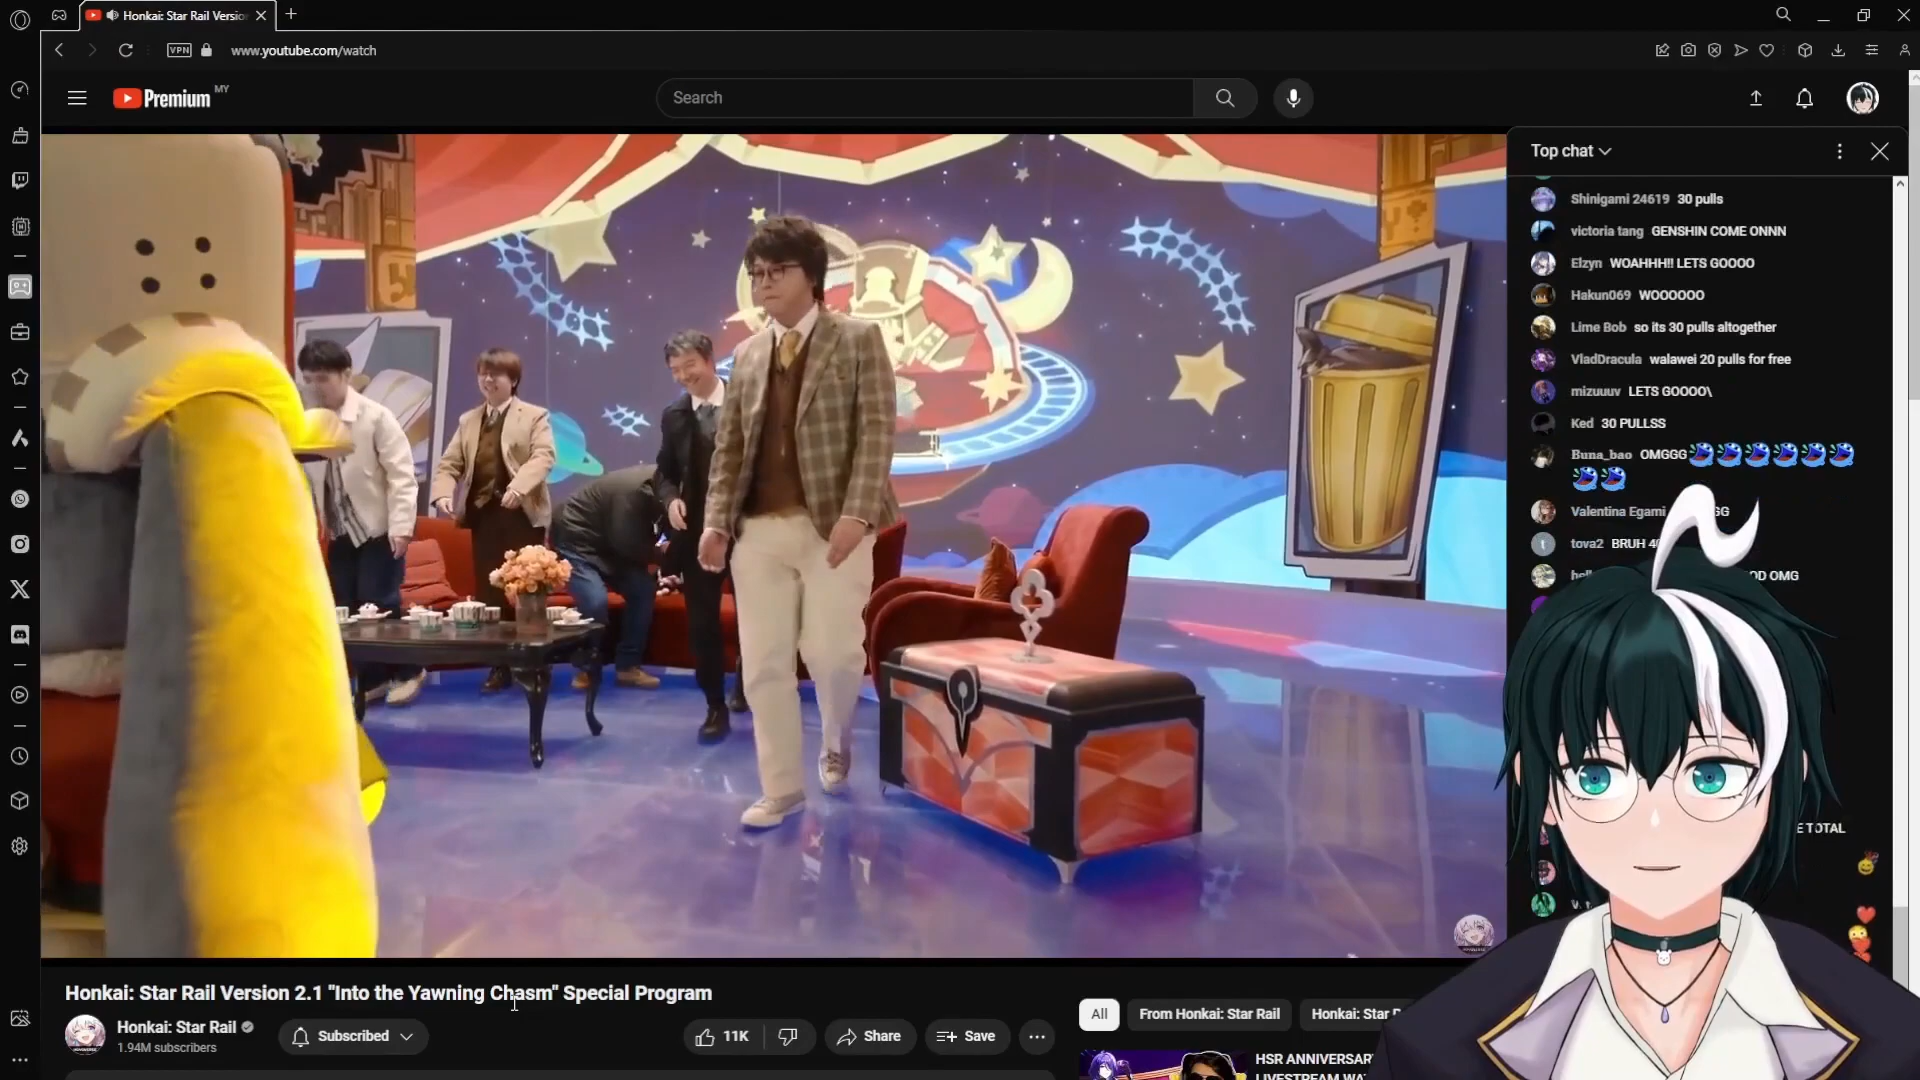 Honkai: Star Rail Versio
VPN
www.youtube.com/watch
Premium MY
Search
Top chat
Shinigami 24619 30 pulls
victoria tang GENSHIN COME ONNN
Elzyn WOAHHH!! LETS GOOOO
Hakun069 WOOOOOO
Lime Bob so its 30 pulls altogether
VladDracula walawei 20 pulls for free
mizuuuv LETS GOOOO\
Ked 30 PULLSS
Buna_bao OMGGG
Valentina Egami GG
tova2 BRUH
OD OMG
E TOTAL
Honkai: Star Rail Version 2.1 "Into the Yawning Chasm" Special Program
Honkai: Star Rail
1.94M subscribers
Subscribed
11K
Share
Save
All
From Honkai: Star Rail
Honkai: Star
HSR ANNIVERSAR
LIVESTREAM WA